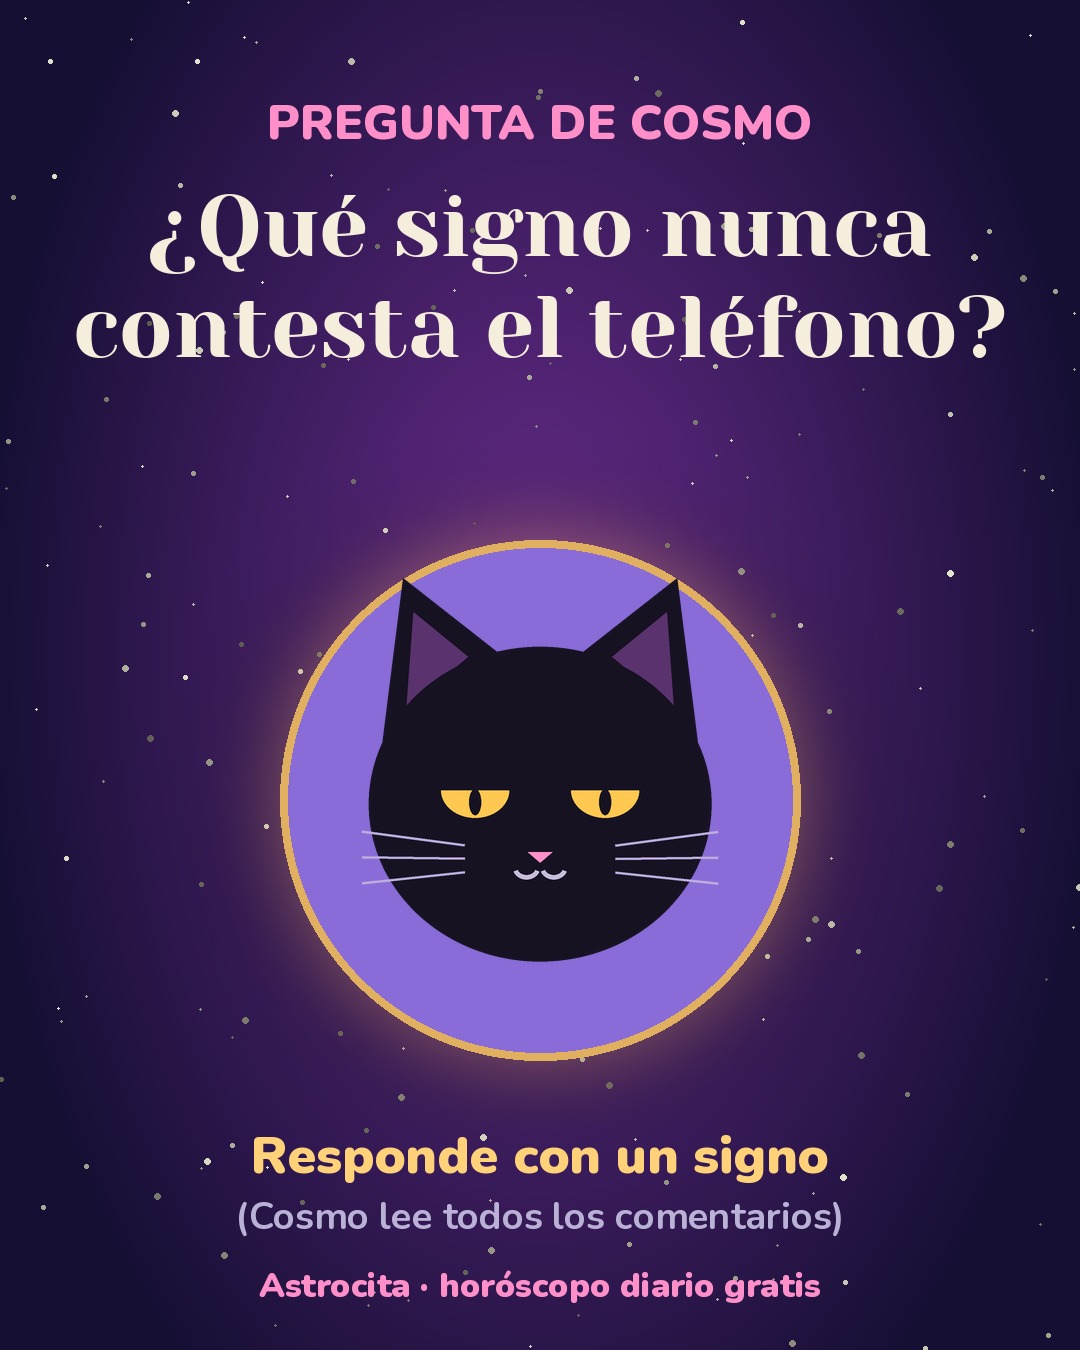 PREGUNTA DE COSMO
¿Qué signo nunca
contesta el teléfono?
Responde con un signo
(Cosmo lee todos los comentarios)
Astrocita · horóscopo diario gratis